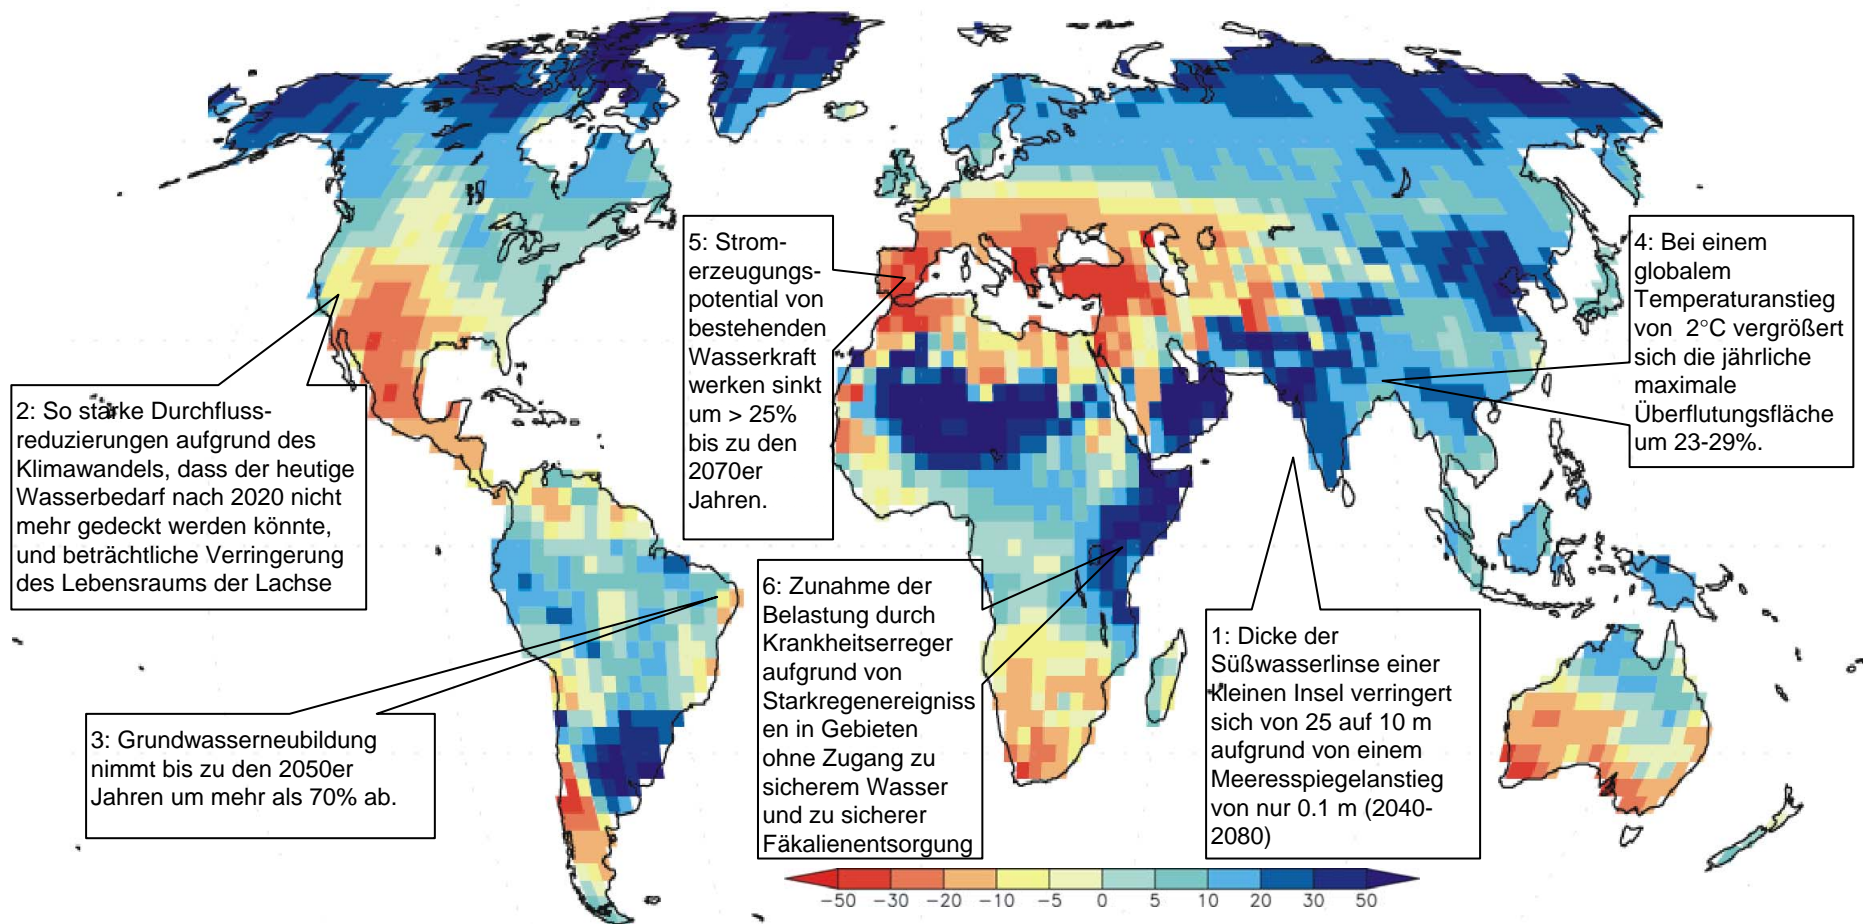 5: Strom-
erzeugungs-
potential von
bestehenden
Wasserkraft
werken sinkt
um > 25%
bis zu den
2070er
Jahren.
4: Bei einem
globalem
Temperaturanstieg
von 2°C vergrößert
sich die jährliche
maximale
Überflutungsfläche
um 23-29%.
2: So starke Durchfluss-
reduzierungen aufgrund des
Klimawandels, dass der heutige
Wasserbedarf nach 2020 nicht
mehr gedeckt werden könnte,
und beträchtliche Verringerung
des Lebensraums der Lachse
6: Zunahme der
Belastung durch
Krankheitserreger
aufgrund von
Starkregenereigniss
en in Gebieten
ohne Zugang zu
sicherem Wasser
und zu sicherer
Fäkalienentsorgung
1: Dicke der
Süßwasserlinse einer
kleinen Insel verringert
sich von 25 auf 10 m
aufgrund von einem
Meeresspiegelanstieg
von nur 0.1 m (2040-
2080)
3: Grundwasserneubildung
nimmt bis zu den 2050er
Jahren um mehr als 70% ab.
−50 −30 −20 −10 −5 0 5 10 20 30 50